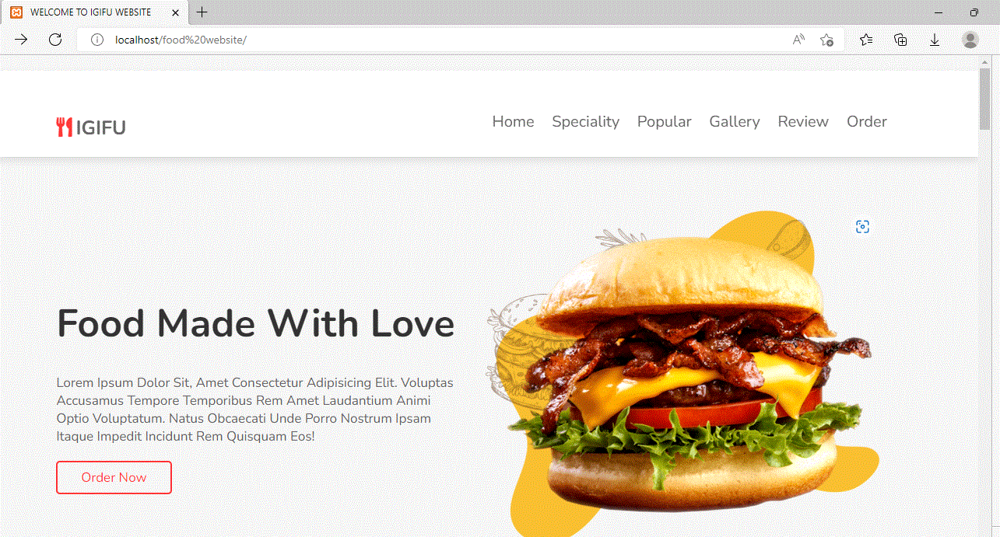 WELCOME TO IGIFU WEBSITE
localhost/food%20website/
IGIFU
Home Speciality Popular Gallery Review Order
Food Made With Love
Lorem Ipsum Dolor Sit, Amet Consectetur Adipisicing Elit. Voluptas
Accusamus Tempore Temporibus Rem Amet Laudantium Animi
Optio Voluptatum. Natus Obcaecati Unde Porro Nostrum Ipsam
Itaque Impedit Incidunt Rem Quisquam Eos!
Order Now